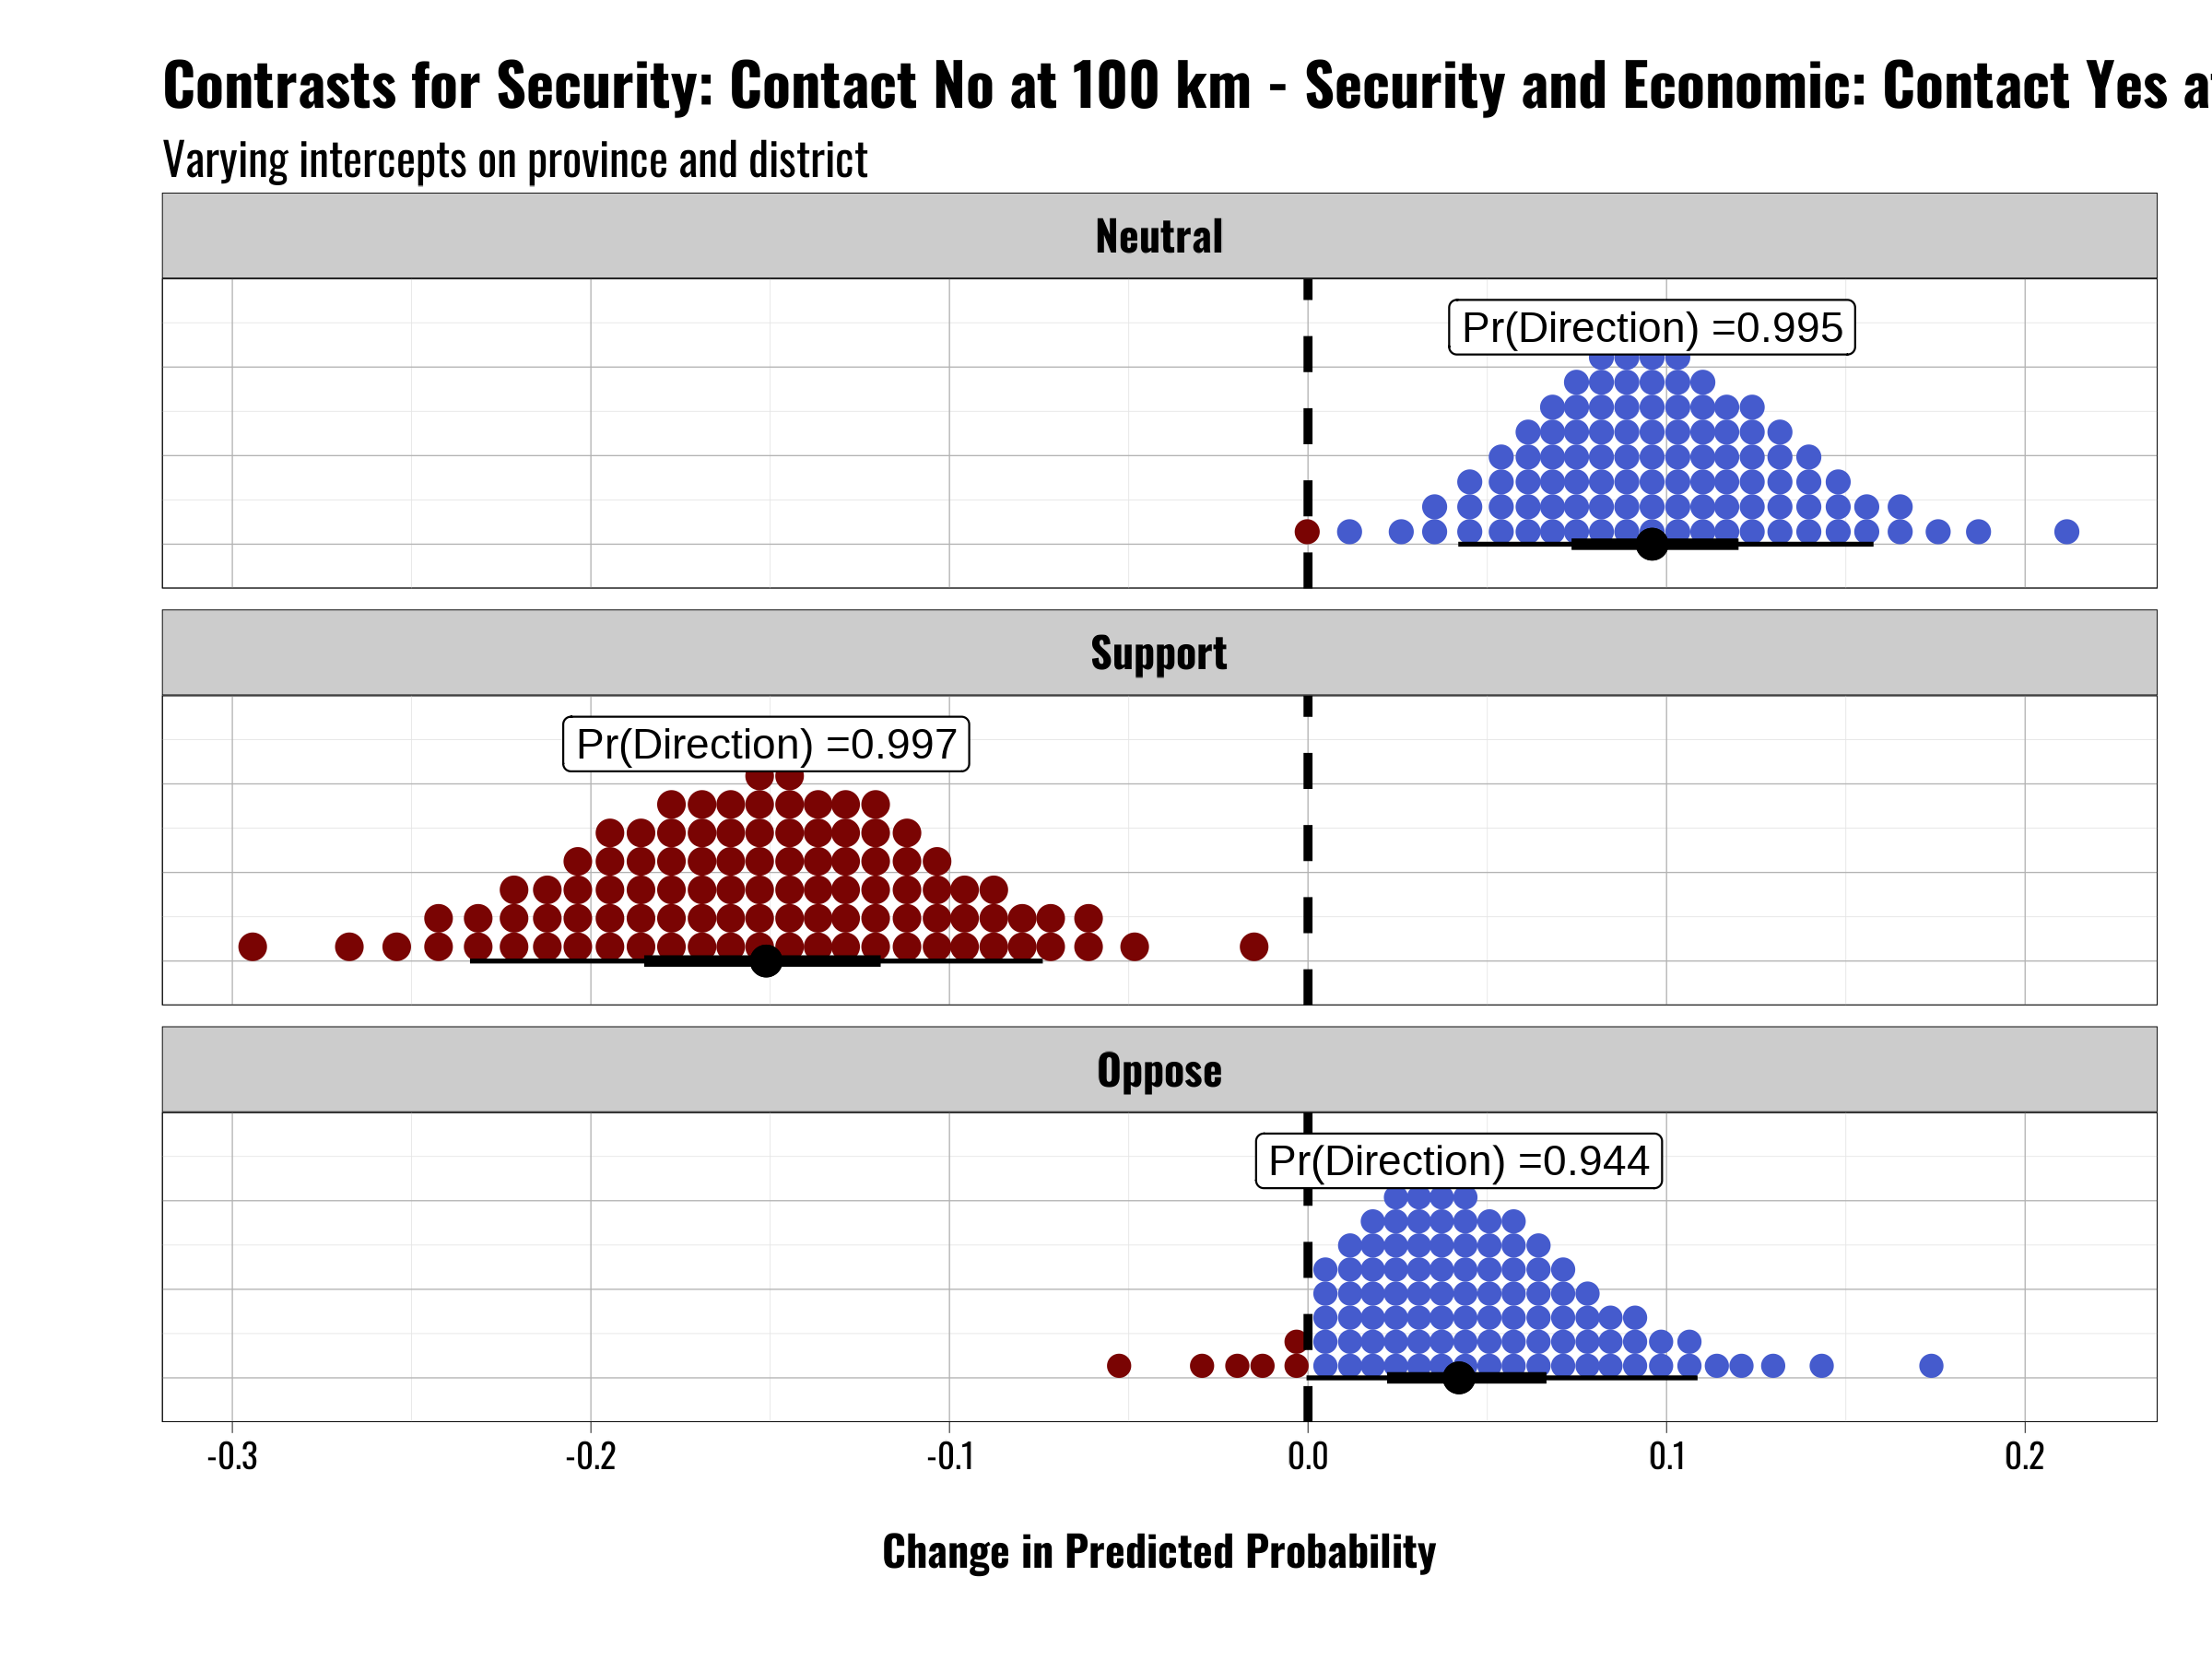 Contrasts for Security: Contact No at 100 km - Security and Economic: Contact Yes
Varying intercepts on province and district
Neutral
Pr(Direction) =0.995
Support
Pr(Direction) =0.997
Oppose
Pr(Direction) =0.944
-0.3 -0.2 -0.1 0.0 0.1 0.2
Change in Predicted Probability